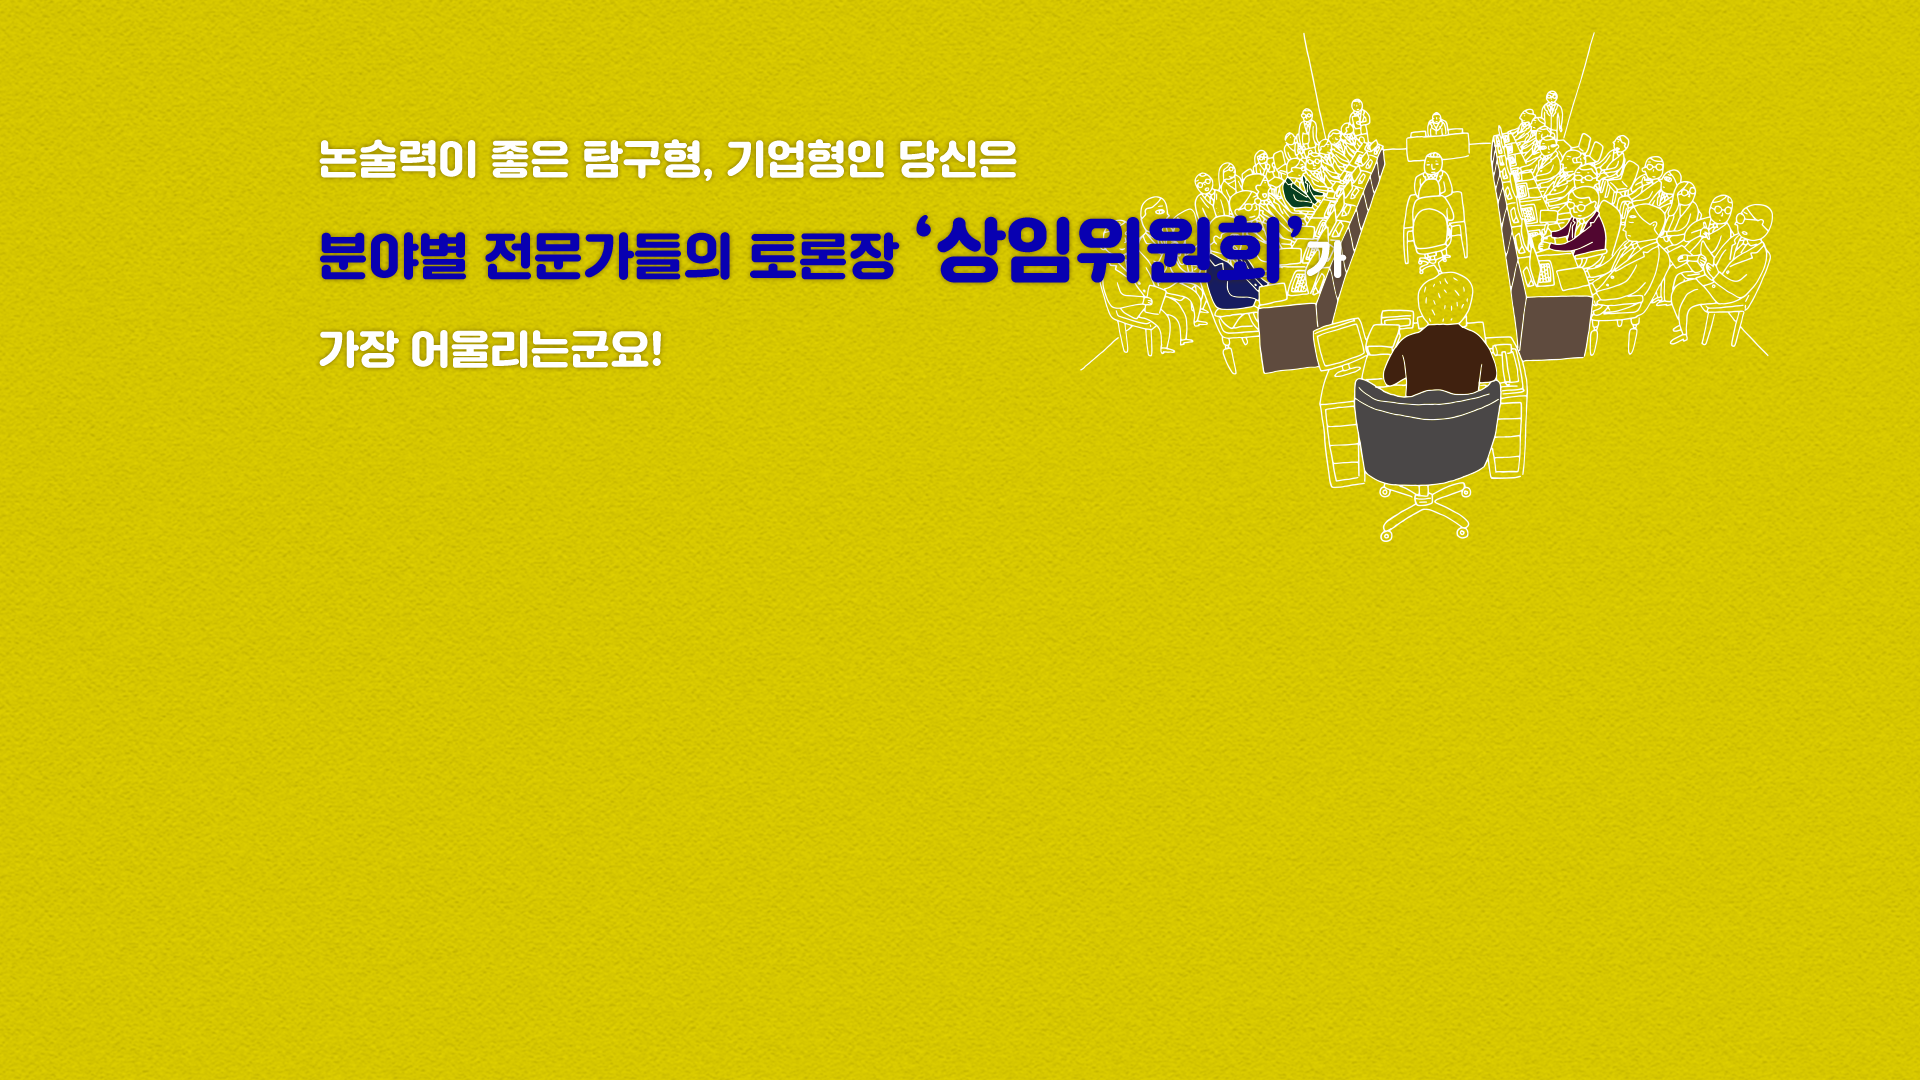 논술력이 좋은 탐구형, 기업형인 당신은
분야별 전문가들의 토론장 ‘상임위원회’가
가장 어울리는군요!